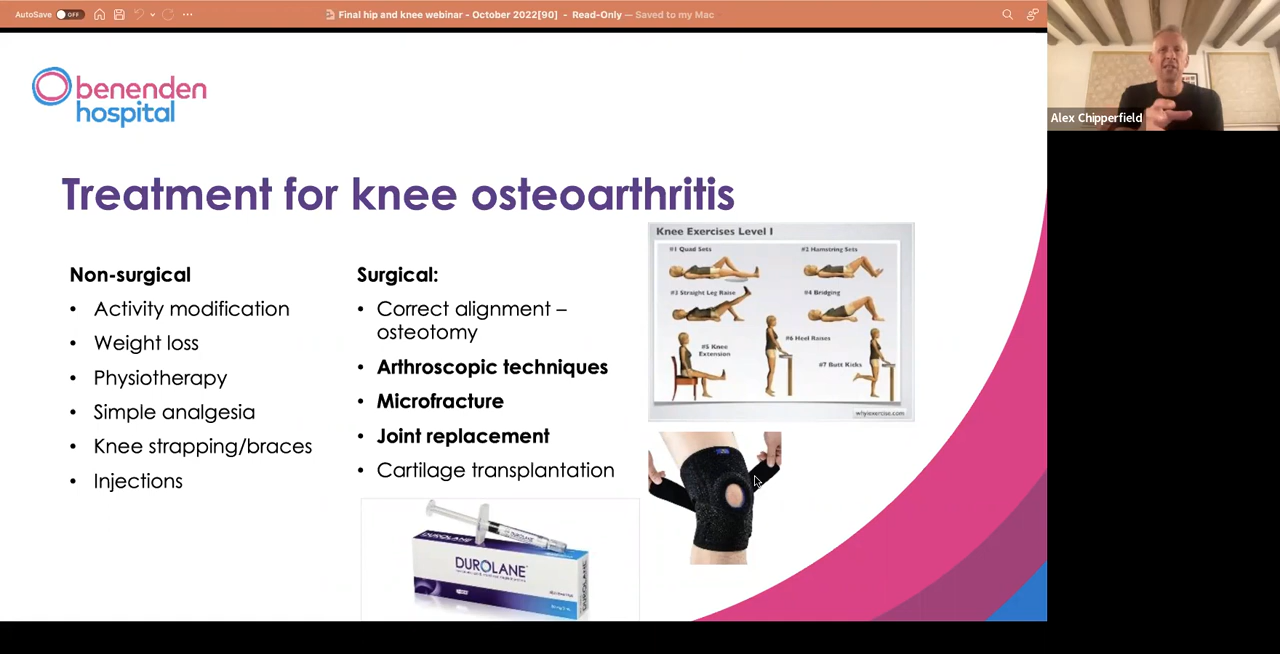 AutoSave OFF
Final hip and knee webinar - October 2022[90] - Read-Only — Saved to my Mac
Alex Chipperfield
benenden
hospital
Treatment for knee osteoarthritis
Non-surgical
• Activity modification
• Weight loss
• Physiotherapy
• Simple analgesia
• Knee strapping/braces
• Injections
Surgical:
• Correct alignment –
osteotomy
• Arthroscopic techniques
• Microfracture
• Joint replacement
• Cartilage transplantation
Knee Exercises Level I
#1 Quad Sets
#2 Hamstring Sets
#3 Straight Leg Raise
#4 Bridging
#5 Knee
Extension
#6 Heel Raises
#7 Butt Kicks
whyiexercise.com
DUROLANE
DUROLANE